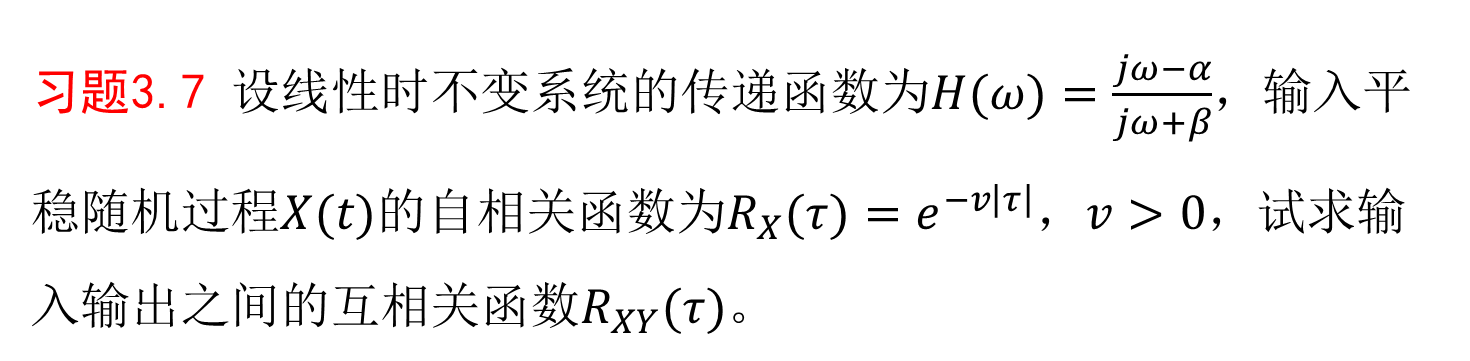 习题3.7 设线性时不变系统的传递函数为H(ω) = \frac{jω−α}{jω+β}，输入平
稳随机过程X(t)的自相关函数为R_X(τ) = e^{−v|τ|}，v > 0，试求输
入输出之间的互相关函数R_{XY}(τ)。